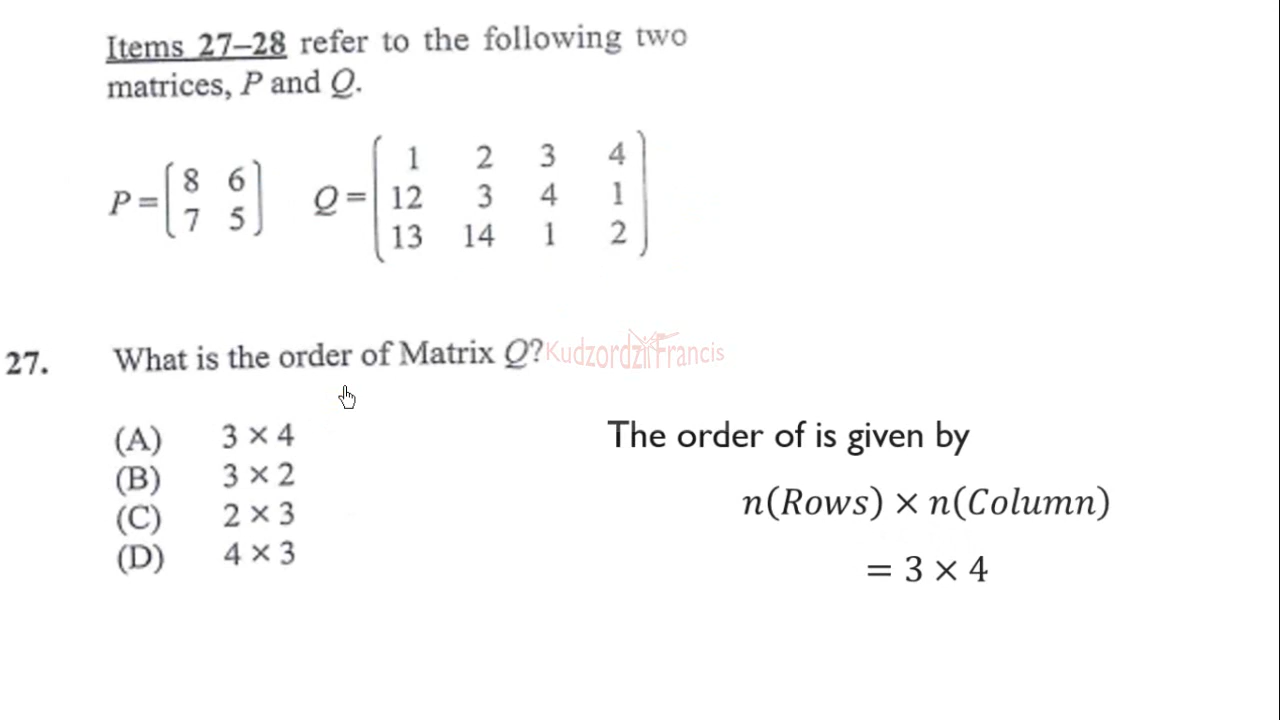 Items 27–28 refer to the following two
matrices, P and Q.
P = [8 6
7 5]
Q = (1 2 3 4
12 3 4 1
13 14 1 2)
27. What is the order of Matrix Q?
KudzordziFrancis
(A) 3 × 4
(B) 3 × 2
(C) 2 × 3
(D) 4 × 3
The order of is given by
n(Rows) × n(Column)
= 3 × 4